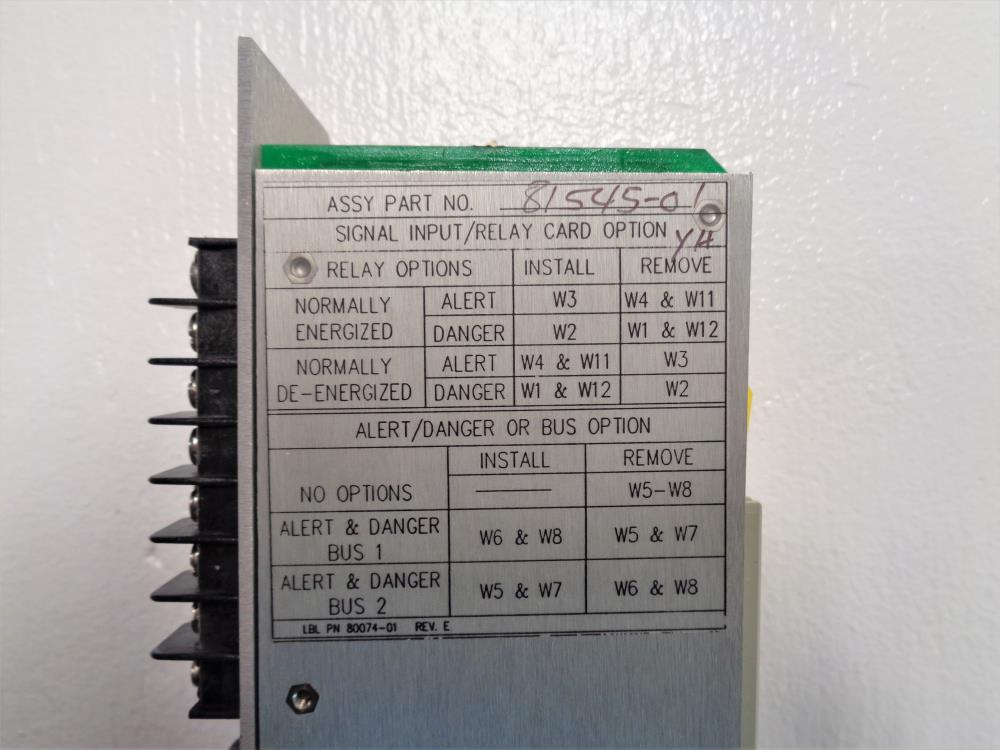 ASSY PART NO. 81545-01
SIGNAL INPUT/RELAY CARD OPTION YH
RELAY OPTIONS INSTALL REMOVE
NORMALLY ENERGIZED ALERT W3 W4 & W11
DANGER W2 W1 & W12
NORMALLY DE-ENERGIZED ALERT W4 & W11 W3
DANGER W1 & W12 W2
ALERT/DANGER OR BUS OPTION
INSTALL REMOVE
NO OPTIONS W5-W8
ALERT & DANGER BUS 1 W6 & W8 W5 & W7
ALERT & DANGER BUS 2 W5 & W7 W6 & W8
LBL PN 80074-01 REV. E